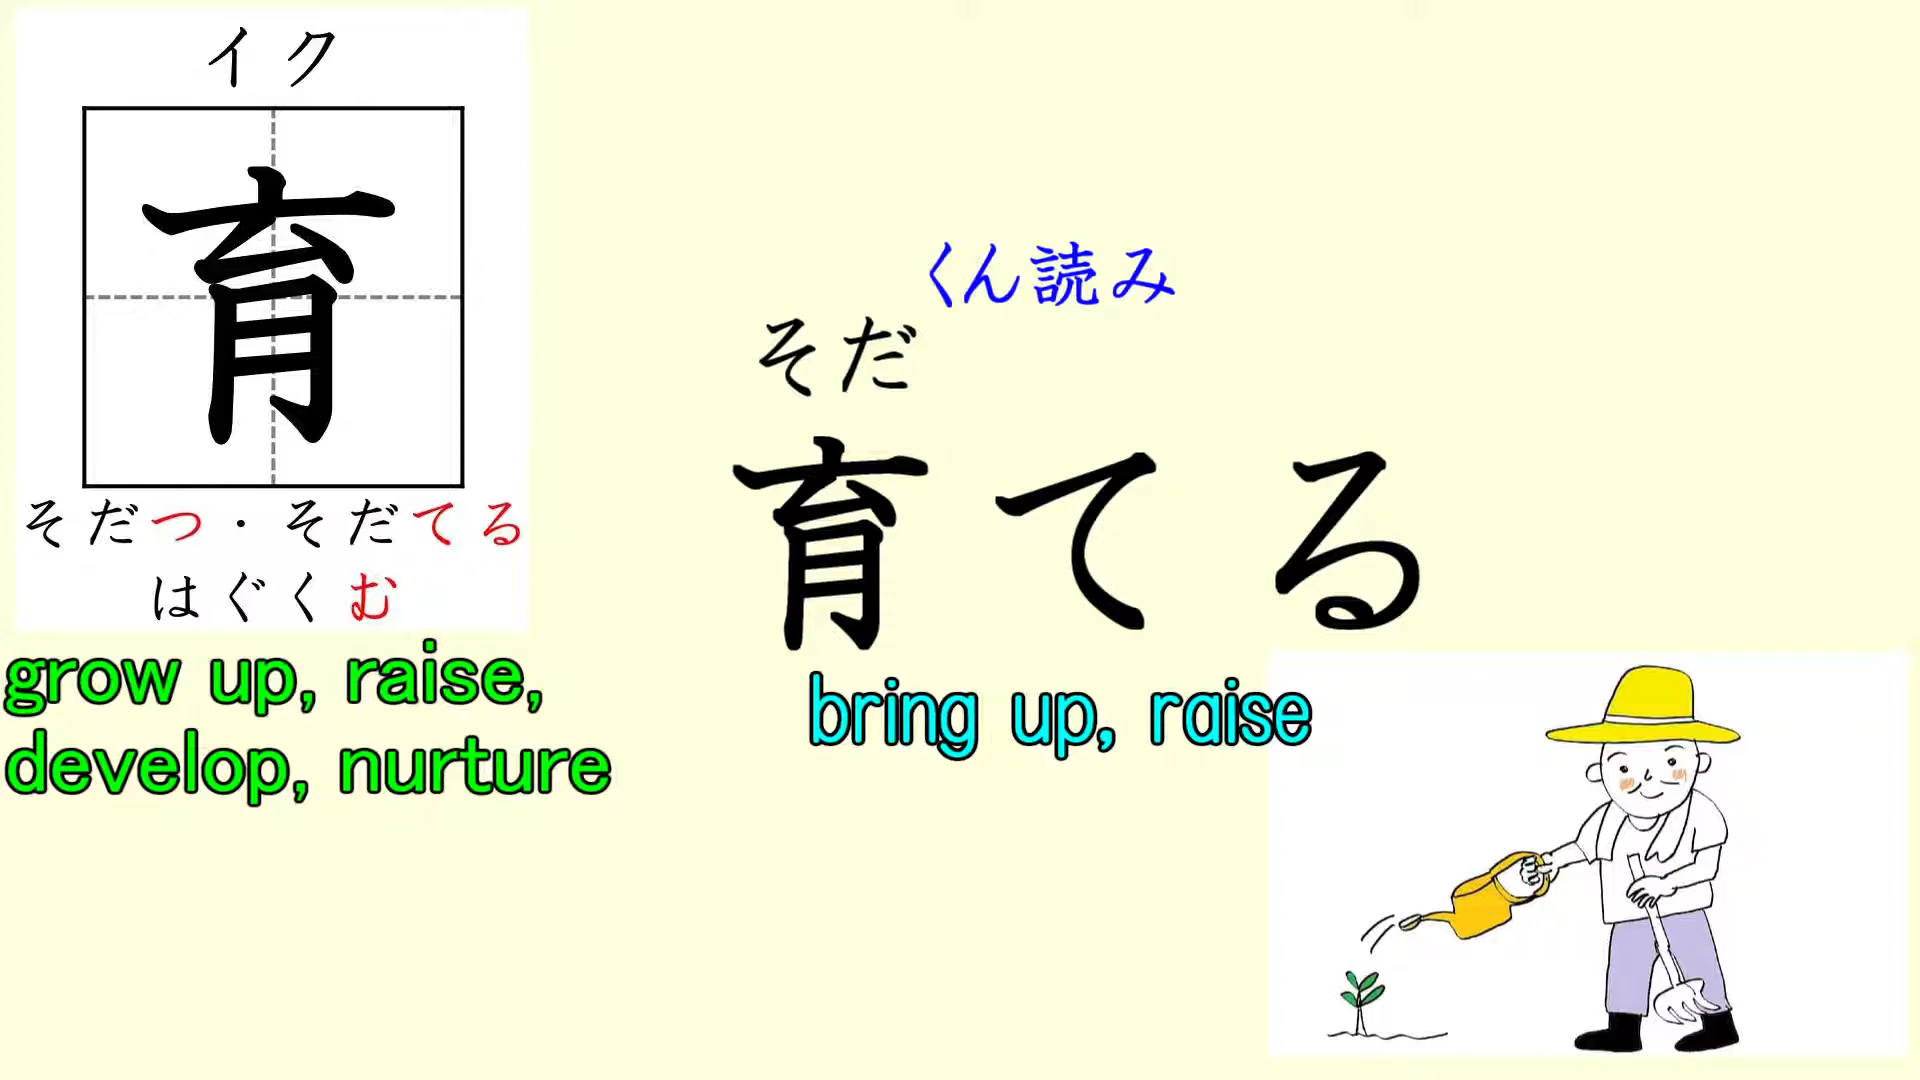 イク
育
そだつ・そだてる
はぐくむ
grow up, raise,
develop, nurture
くん読み
そだ
育てる
bring up, raise